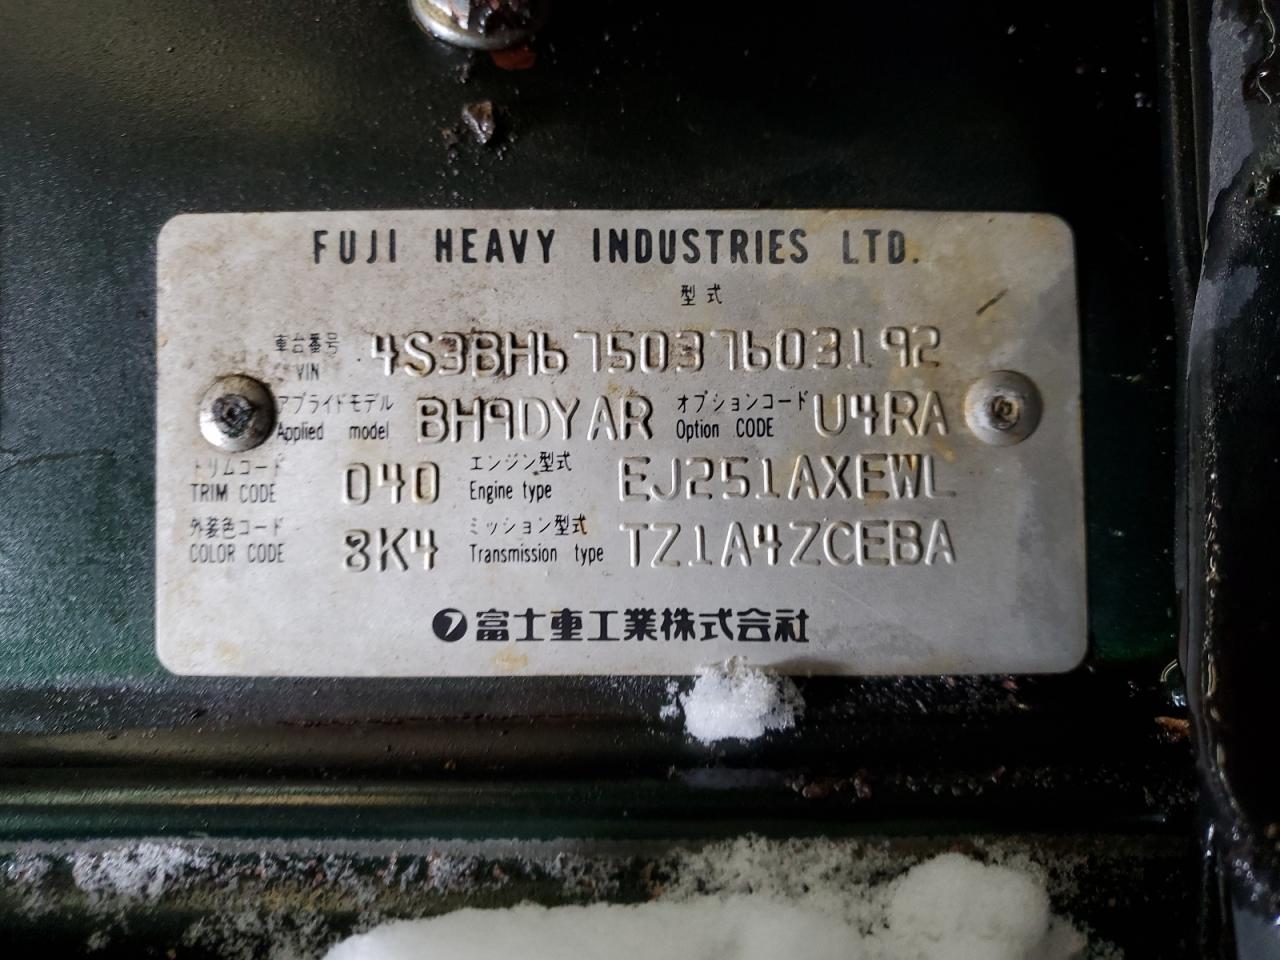 FUJI HEAVY INDUSTRIES LTD.
型式
車台番号
VIN 4S3BH675037603192
アプライドモデル
Applied model BH9DYAR オプションコード
Option CODE U4RA
トリムコード
TRIM CODE 040 エンジン型式
Engine type EJ251AXEWL
外装色コード
COLOR CODE 8K4 ミッション型式
Transmission type TZ1A4ZCEBA
フ 富士重工業株式会社